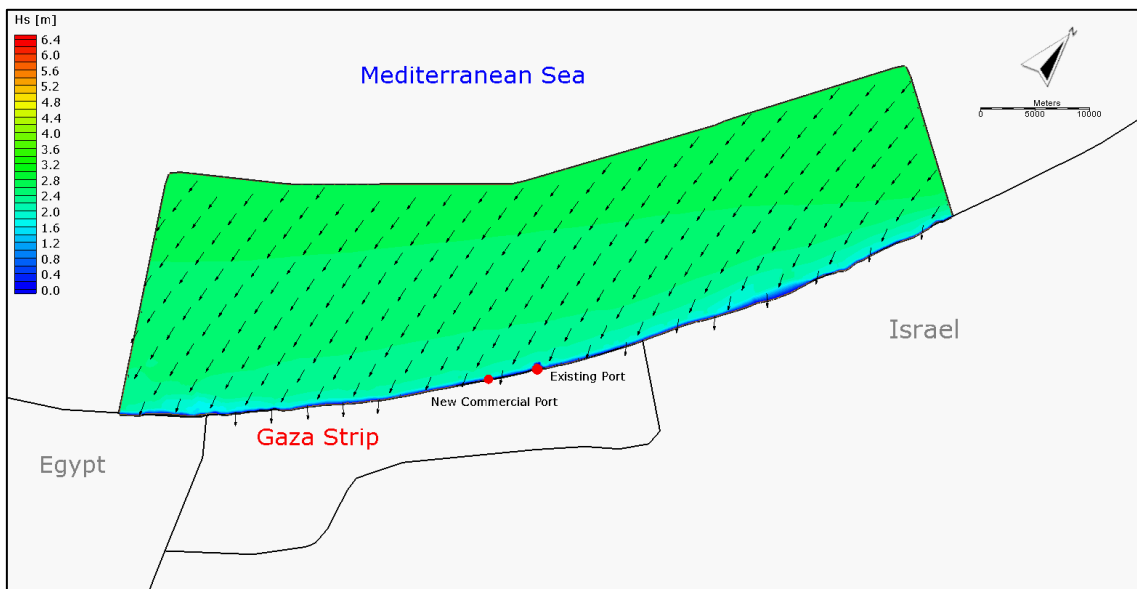 Hs [m]
6.4
6.0
5.6
5.2
4.8
4.4
4.0
3.6
3.2
2.8
2.4
2.0
1.6
1.2
0.8
0.4
0.0
Mediterranean Sea
N
Meters
0 5000 10000
Israel
Existing Port
New Commercial Port
Gaza Strip
Egypt